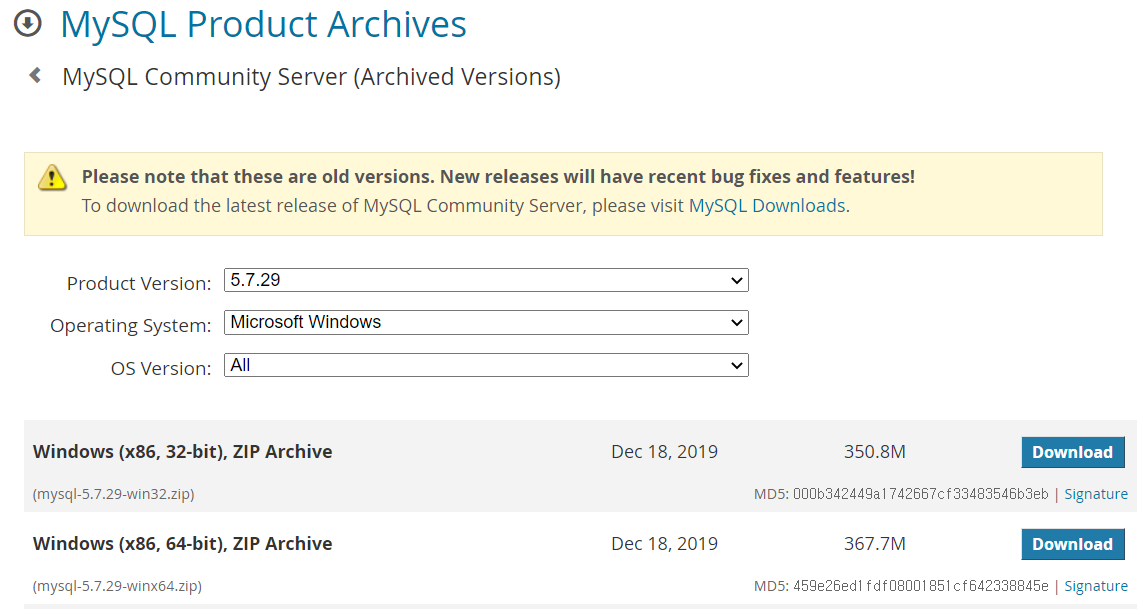 MySQL Product Archives
MySQL Community Server (Archived Versions)
Please note that these are old versions. New releases will have recent bug fixes and features!
To download the latest release of MySQL Community Server, please visit MySQL Downloads.
Product Version: 5.7.29
Operating System: Microsoft Windows
OS Version: All
Windows (x86, 32-bit), ZIP Archive Dec 18, 2019 350.8M Download
(mysql-5.7.29-win32.zip) MD5: 000b342449a1742667cf33483546b3eb | Signature
Windows (x86, 64-bit), ZIP Archive Dec 18, 2019 367.7M Download
(mysql-5.7.29-winx64.zip) MD5: 459e26ed1fdf08001851cf642338845e | Signature